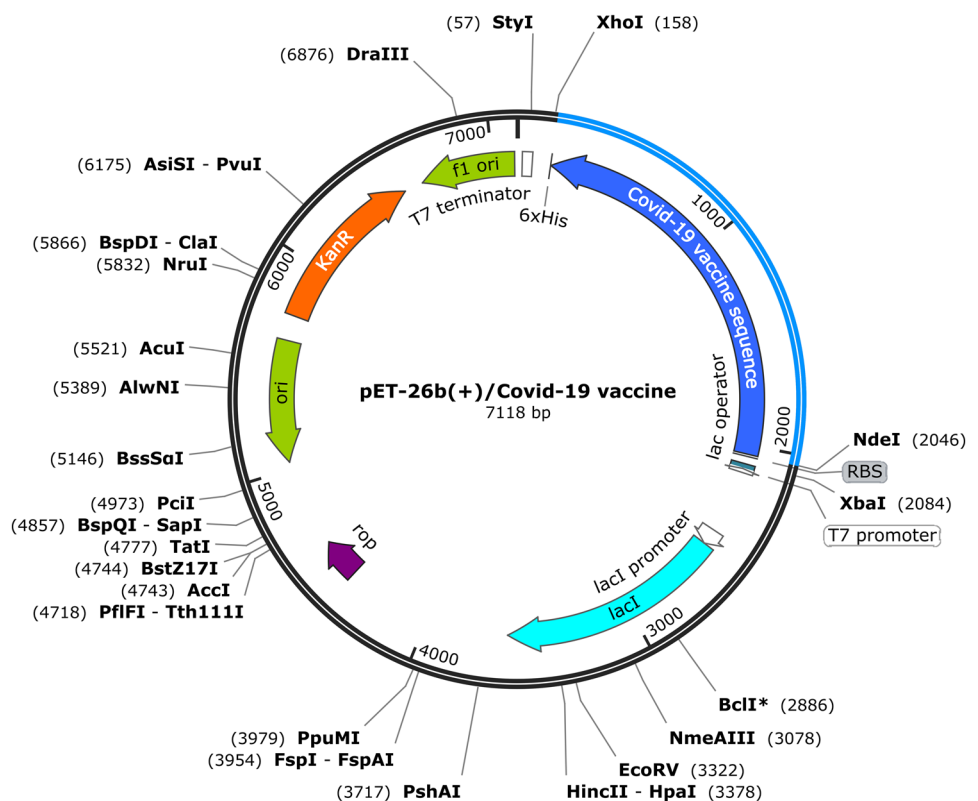 (57) StyI
XhoI (158)
(6876) DraIII
7000
f1 ori
T7 terminator
6xHis
Covid-19 vaccine sequence
1000
(6175) AsiSI - PvuI
KanR
(5866) BspDI - ClaI
(5832) NruI
6000
(5521) AcuI
(5389) AlwNI
ori
pET-26b(+)/Covid-19 vaccine
7118 bp
lac operator
2000
NdeI (2046)
RBS
XbaI (2084)
T7 promoter
(5146) BssSαI
(4973) PciI
5000
(4857) BspQI - SapI
(4777) TatI
(4744) BstZ17I
(4743) AccI
(4718) PflFI - Tth111I
rop
lacI promoter
lacI
3000
4000
BclI* (2886)
NmeAIII (3078)
EcoRV (3322)
HincII - HpaI (3378)
(3979) PpuMI
(3954) FspI - FspAI
(3717) PshAI